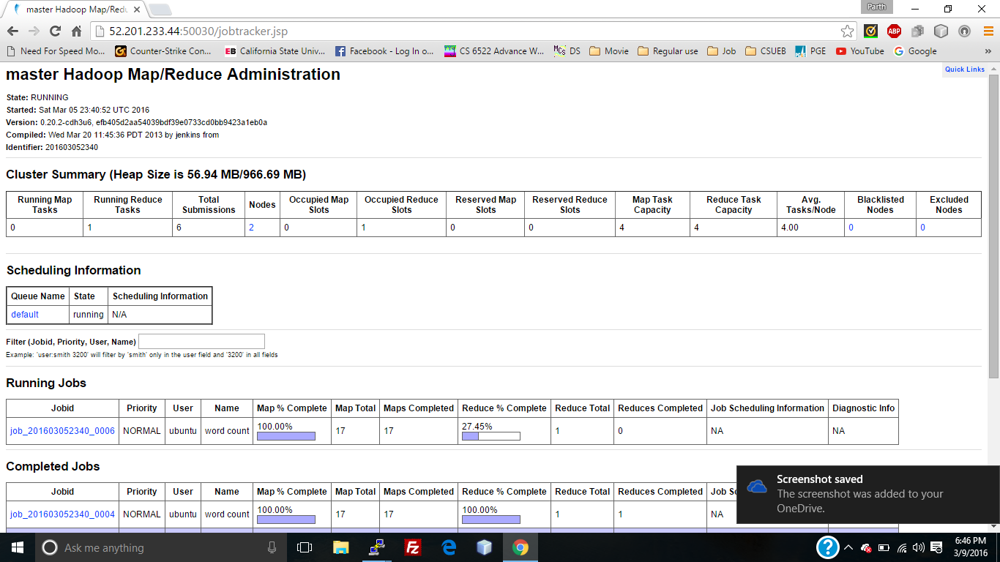 master Hadoop Map/Redu
Parth
52.201.233.44:50030/jobtracker.jsp
ABP
Need For Speed Mo... Counter-Strike Con... EB California State Univ... Facebook - Log In o... CS 6522 Advance W... DS Movie Regular use Job CSUEB PGE YouTube Google »
master Hadoop Map/Reduce Administration
Quick Links
State: RUNNING
Started: Sat Mar 05 23:40:52 UTC 2016
Version: 0.20.2-cdh3u6, efb405d2aa54039bdf39e0733cd0bb9423a1eb0a
Compiled: Wed Mar 20 11:45:36 PDT 2013 by jenkins from
Identifier: 201603052340
Cluster Summary (Heap Size is 56.94 MB/966.69 MB)
Running Map Tasks Running Reduce Tasks Total Submissions Nodes Occupied Map Slots Occupied Reduce Slots Reserved Map Slots Reserved Reduce Slots Map Task Capacity Reduce Task Capacity Avg. Tasks/Node Blacklisted Nodes Excluded Nodes
0 1 6 2 0 1 0 0 4 4 4.00 0 0
Scheduling Information
Queue Name State Scheduling Information
default running N/A
Filter (Jobid, Priority, User, Name)
Example: 'user:smith 3200' will filter by 'smith' only in the user field and '3200' in all fields
Running Jobs
Jobid Priority User Name Map % Complete Map Total Maps Completed Reduce % Complete Reduce Total Reduces Completed Job Scheduling Information Diagnostic Info
job_201603052340_0006 NORMAL ubuntu word count 100.00% 17 17 27.45% 1 0 NA NA
Completed Jobs
Jobid Priority User Name Map % Complete Map Total Maps Completed Reduce % Complete Reduce Total Reduces Completed Job Sc
job_201603052340_0004 NORMAL ubuntu word count 100.00% 17 17 100.00% 1 1 NA
Screenshot saved
The screenshot was added to your
OneDrive.
Ask me anything
Fz
?
6:46 PM
3/9/2016